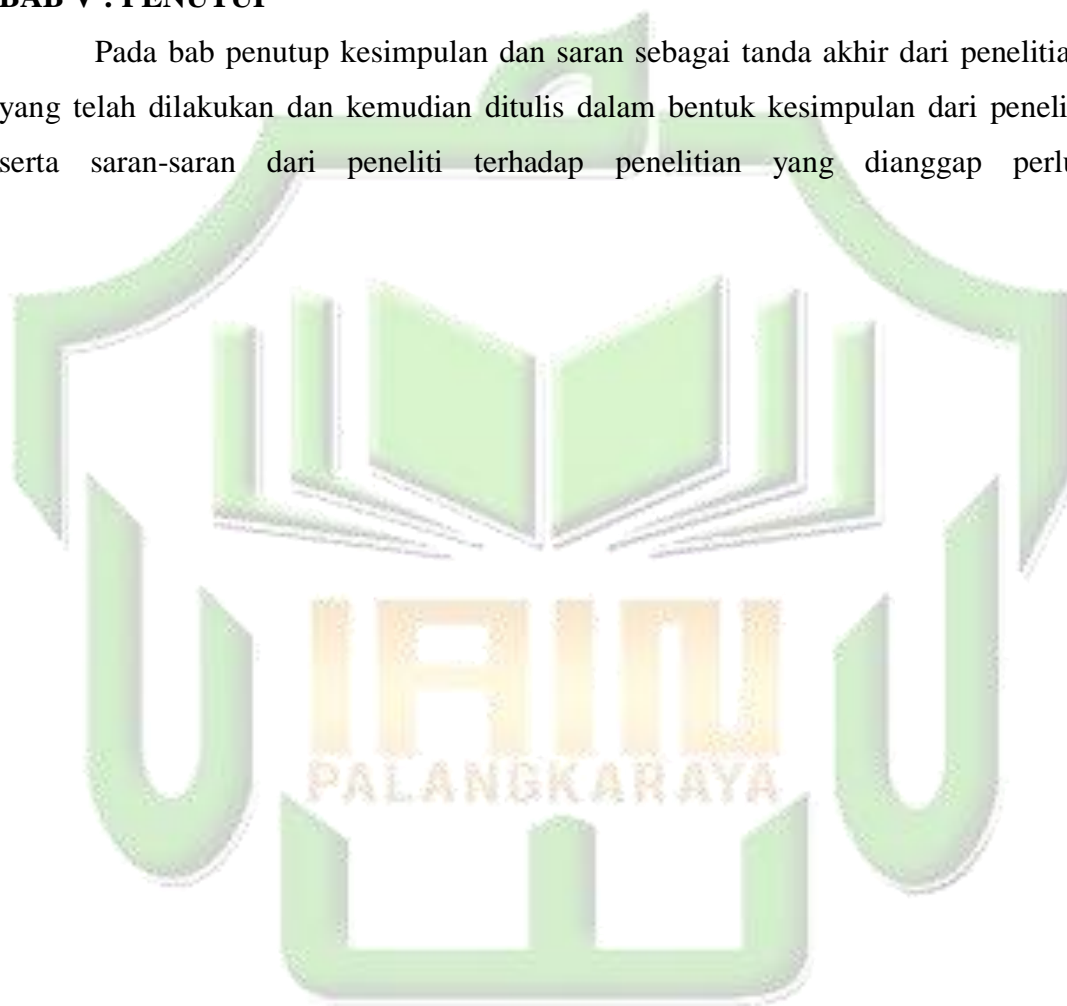 BAB V : PENUTUP
Pada bab penutup kesimpulan dan saran sebagai tanda akhir dari penelitia
yang telah dilakukan dan kemudian ditulis dalam bentuk kesimpulan dari peneli
serta saran-saran dari peneliti terhadap penelitian yang dianggap perlu
IAIN
PALANGKARAYA